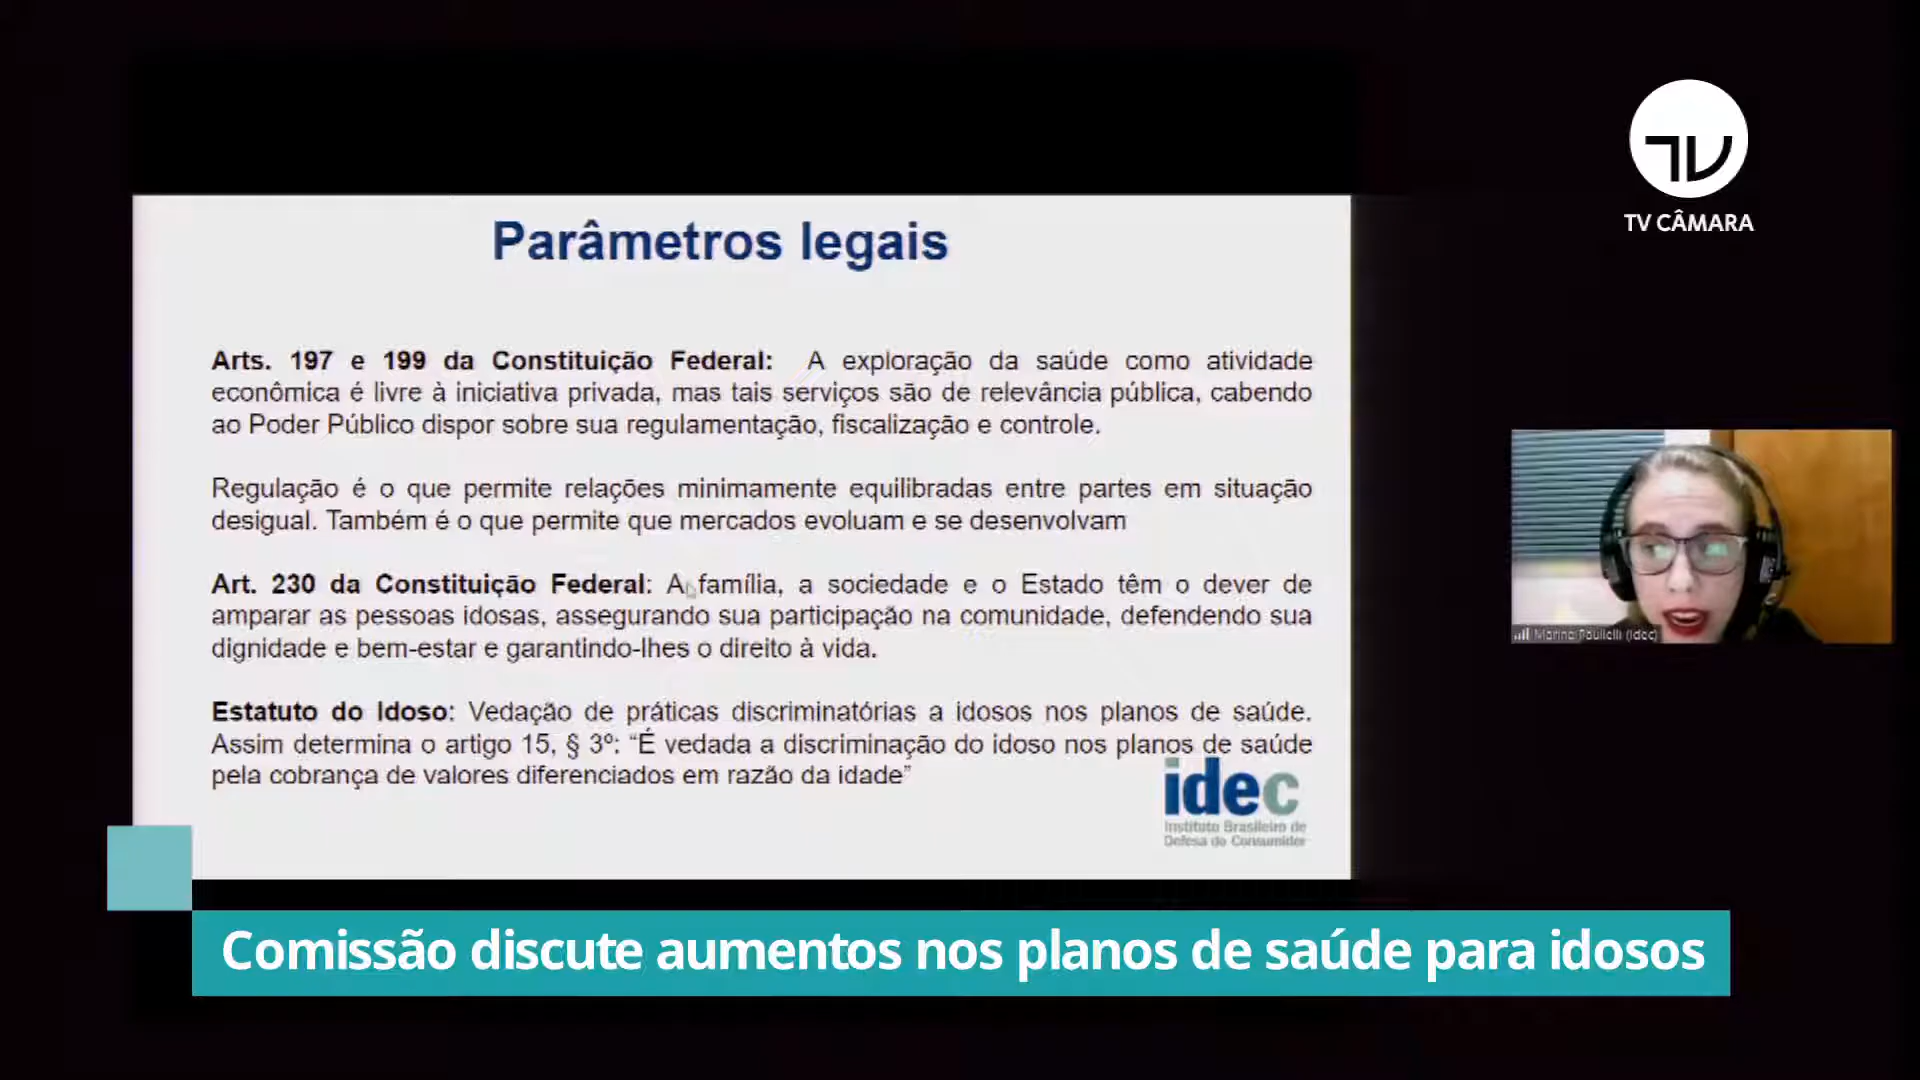 TV CÂMARA
Parâmetros legais
Arts. 197 e 199 da Constituição Federal: A exploração da saúde como atividade
econômica é livre à iniciativa privada, mas tais serviços são de relevância pública, cabendo
ao Poder Público dispor sobre sua regulamentação, fiscalização e controle.
Regulação é o que permite relações minimamente equilibradas entre partes em situação
desigual. Também é o que permite que mercados evoluam e se desenvolvam
Art. 230 da Constituição Federal: A família, a sociedade e o Estado têm o dever de
amparar as pessoas idosas, assegurando sua participação na comunidade, defendendo sua
dignidade e bem-estar e garantindo-lhes o direito à vida.
Estatuto do Idoso: Vedação de práticas discriminatórias a idosos nos planos de saúde.
Assim determina o artigo 15, § 3º: “É vedada a discriminação do idoso nos planos de saúde
pela cobrança de valores diferenciados em razão da idade”
idec
Instituto Brasileiro de
Defesa do Consumidor
Marina Paullelli (Idec)
Comissão discute aumentos nos planos de saúde para idosos